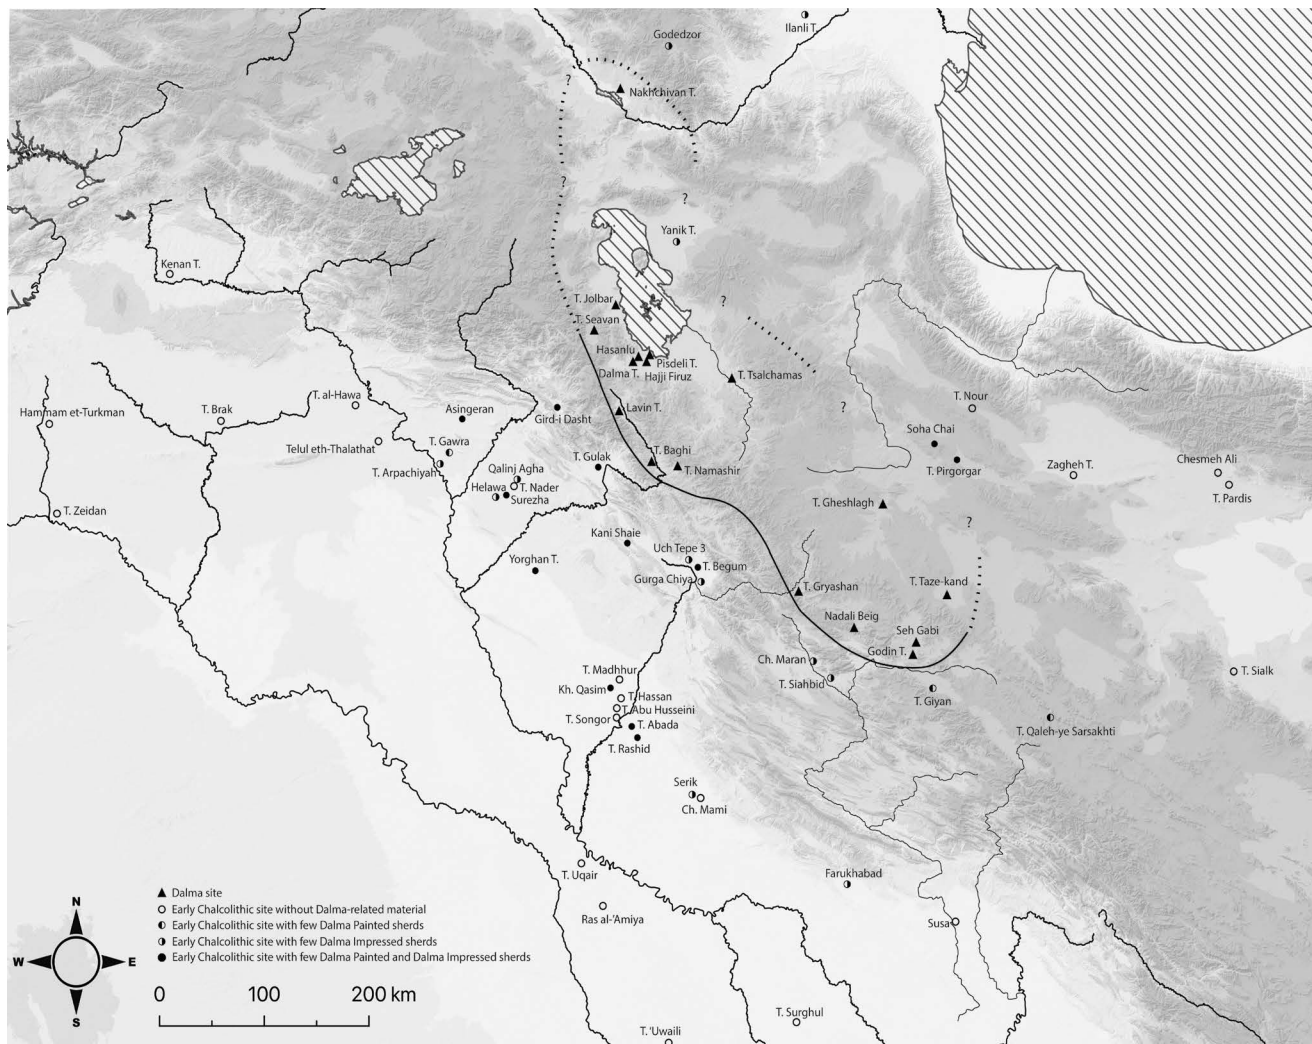 Ilanli T.
Godedzor
?
Nakhchivan T.
?
?
Yanik T.
Kenan T.
T. Jolbar
?
T. Seavan
Hasanlu
Pisdeli T.
Dalma T.
Hajji Firuz
T. Tsalchamas
T. al-Hawa
T. Nour
Hammam et-Turkman
T. Brak
Asingeran
Gird-i Dasht
Lavin T.
?
Soha Chai
Telul eth-Thalathat
T. Gawra
T. Baghi
T. Gulak
T. Arpachiyah
Qalinj Agha
T. Namashir
T. Pirgorgar
Zagheh T.
Chesmeh Ali
Helawa
T. Nader
Surezha
T. Pardis
T. Gheshlagh
T. Zeidan
?
Kani Shaie
Uch Tepe 3
Yorghan T.
T. Begum
Gurga Chiya
T. Gryashan
T. Taze-kand
Nadali Beig
Seh Gabi
Godin T.
Ch. Maran
T. Madhhur
T. Siahbid
T. Sialk
Kh. Qasim
T. Hassan
T. Giyan
T. Abu Husseini
T. Songor
T. Abada
T. Qaleh-ye Sarsakhti
T. Rashid
Serik
Ch. Mami
T. Uqair
Farukhabad
Ras al-'Amiya
Susa
T. Surghul
T. 'Uwaili
Dalma site
Early Chalcolithic site without Dalma-related material
Early Chalcolithic site with few Dalma Painted sherds
Early Chalcolithic site with few Dalma Impressed sherds
Early Chalcolithic site with few Dalma Painted and Dalma Impressed sherds
N
W
E
S
0 100 200 km